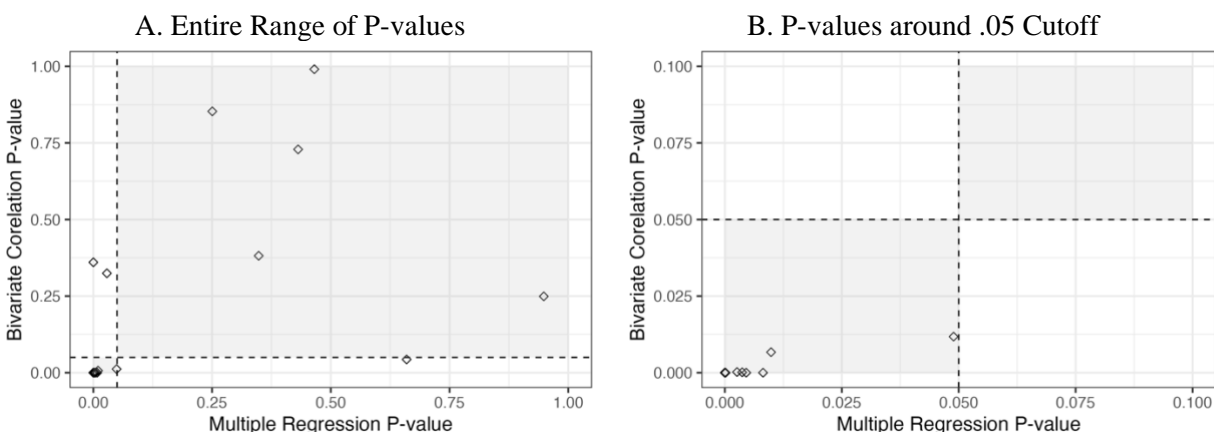 A. Entire Range of P-values
1.00
0.75
0.50
0.25
0.00
Bivariate Corelation P-value
0.00 0.25 0.50 0.75 1.00
Multiple Regression P-value
B. P-values around .05 Cutoff
0.100
0.075
0.050
0.025
0.000
Bivariate Corelation P-value
0.000 0.025 0.050 0.075 0.100
Multiple Regression P-value